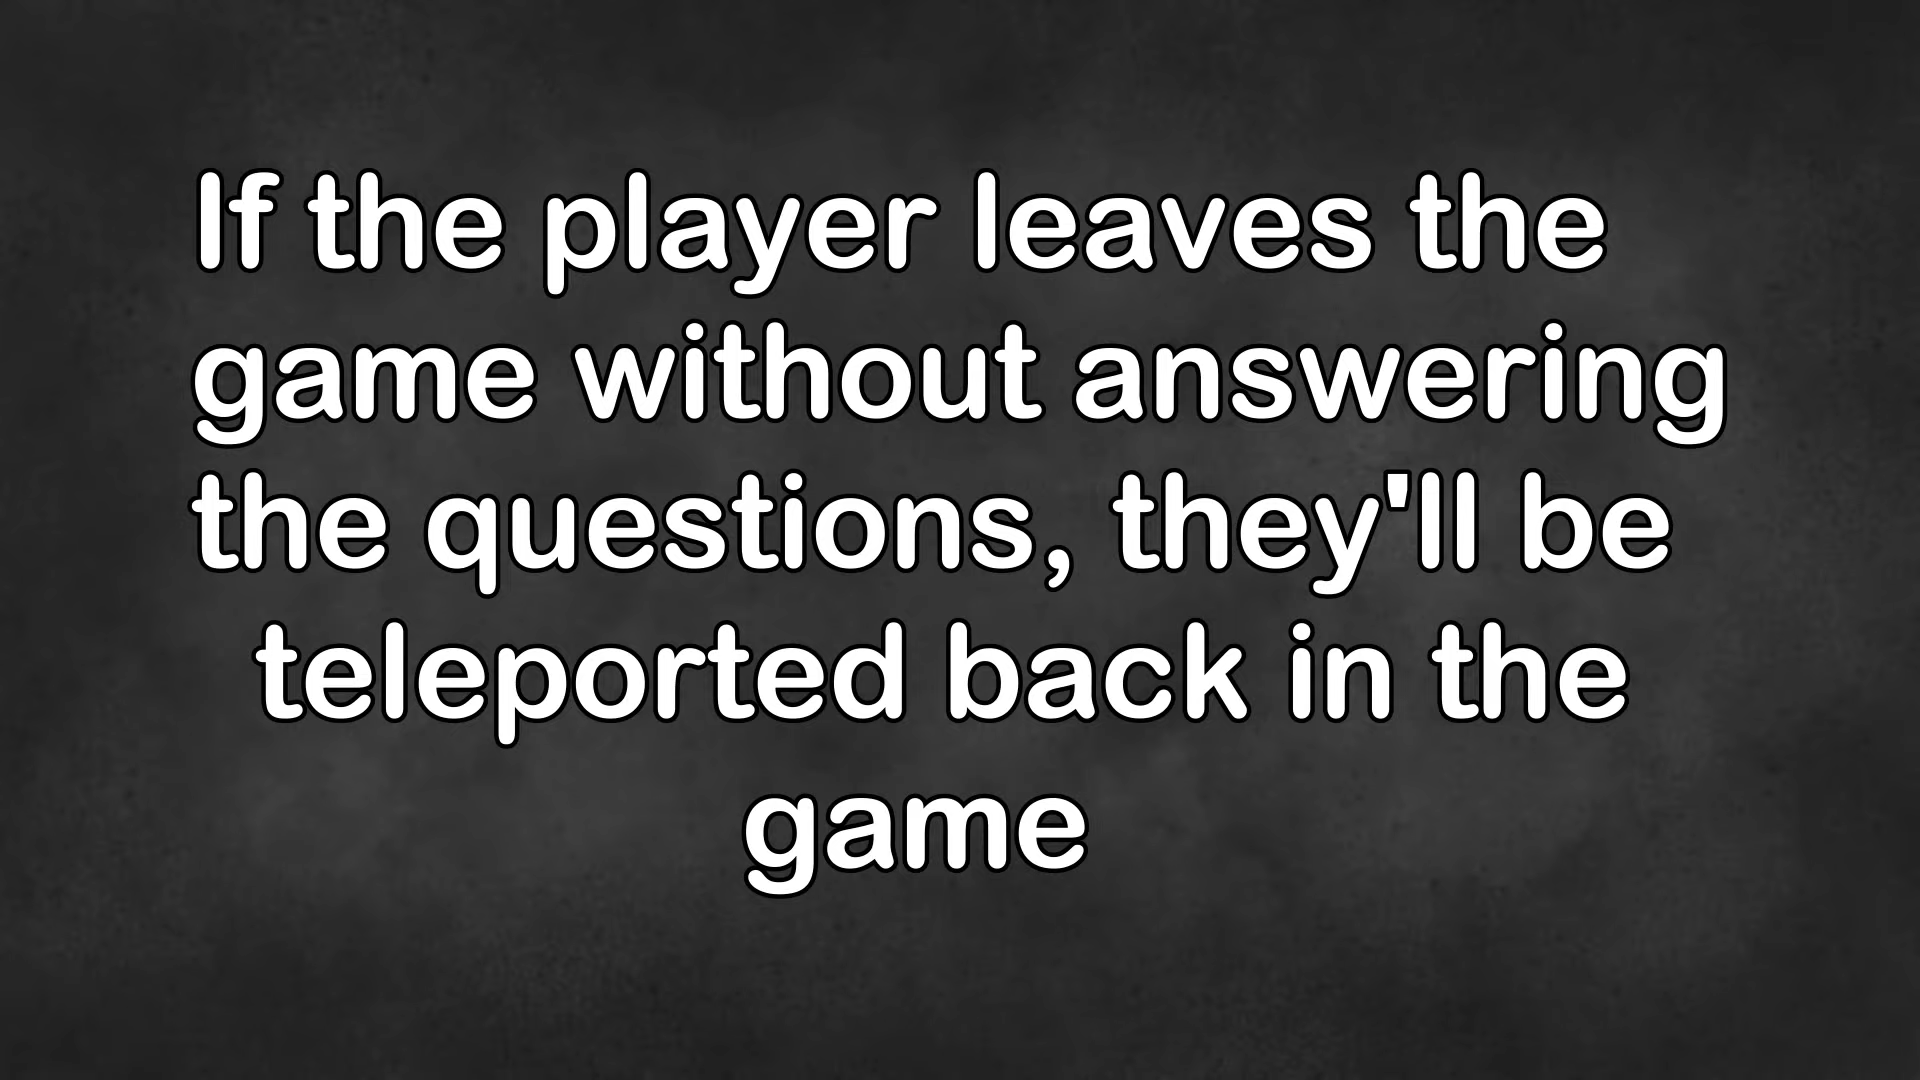 If the player leaves the
game without answering
the questions, they'll be
teleported back in the
game